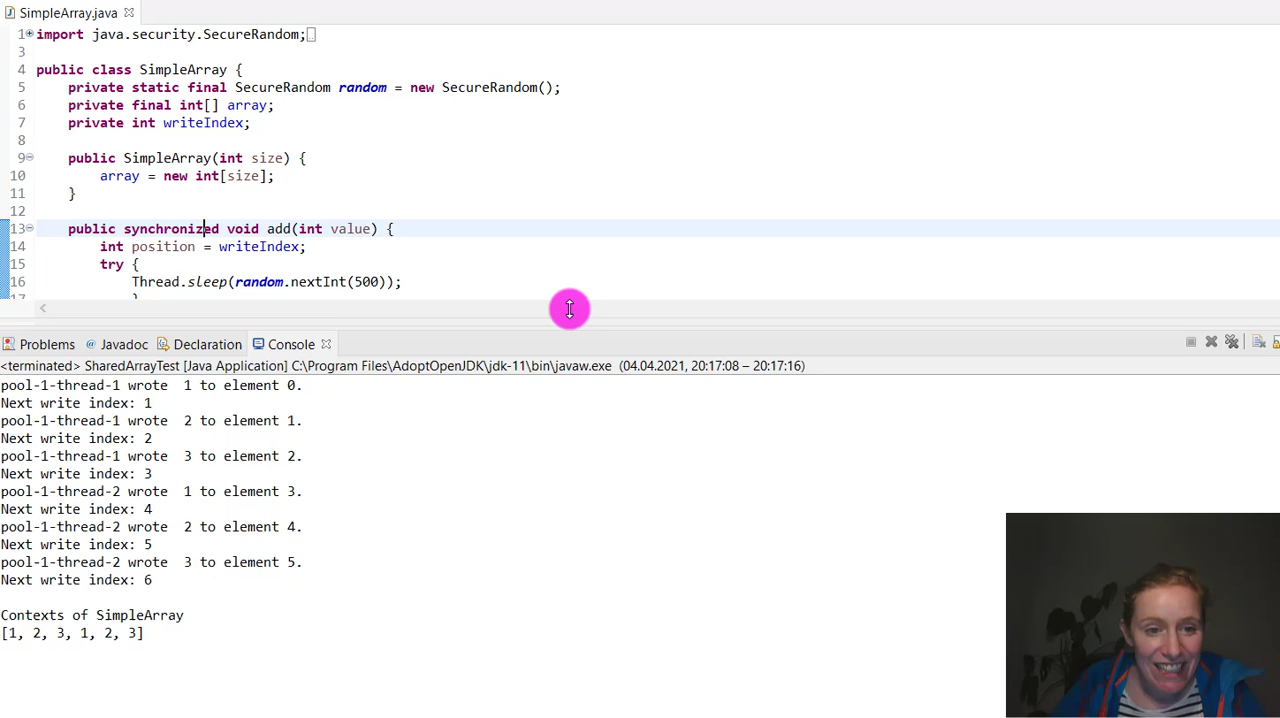 SimpleArray.java
1 import java.security.SecureRandom;
3
4 public class SimpleArray {
5 private static final SecureRandom random = new SecureRandom();
6 private final int[] array;
7 private int writeIndex;
8
9 public SimpleArray(int size) {
10 array = new int[size];
11 }
12
13 public synchronized void add(int value) {
14 int position = writeIndex;
15 try {
16 Thread.sleep(random.nextInt(500));
17 }
Problems @ Javadoc Declaration Console
<terminated> SharedArrayTest [Java Application] C:\Program Files\AdoptOpenJDK\jdk-11\bin\javaw.exe (04.04.2021, 20:17:08 – 20:17:16)
pool-1-thread-1 wrote  1 to element 0.
Next write index: 1
pool-1-thread-1 wrote  2 to element 1.
Next write index: 2
pool-1-thread-1 wrote  3 to element 2.
Next write index: 3
pool-1-thread-2 wrote  1 to element 3.
Next write index: 4
pool-1-thread-2 wrote  2 to element 4.
Next write index: 5
pool-1-thread-2 wrote  3 to element 5.
Next write index: 6
Contexts of SimpleArray
[1, 2, 3, 1, 2, 3]